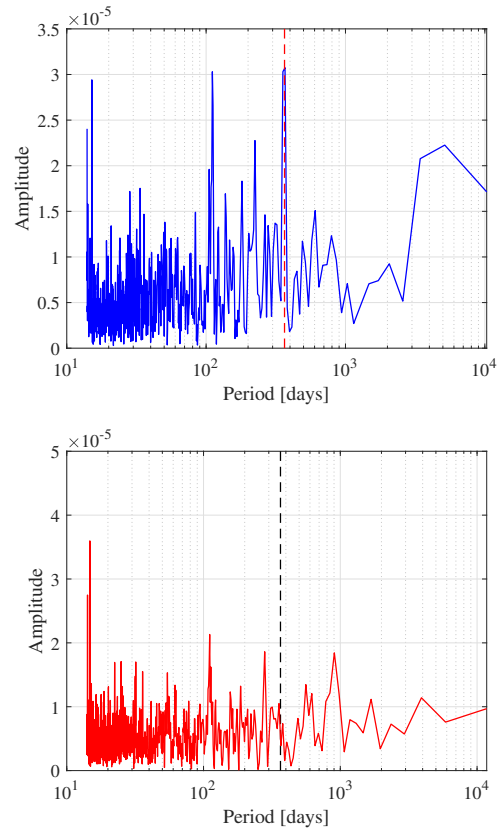 ×10⁻⁵
3.5
3
2.5
2
1.5
1
0.5
0
Amplitude
10¹ 10² 10³ 10⁴
Period [days]
×10⁻⁵
5
4
3
2
1
0
Amplitude
10¹ 10² 10³ 10⁴
Period [days]